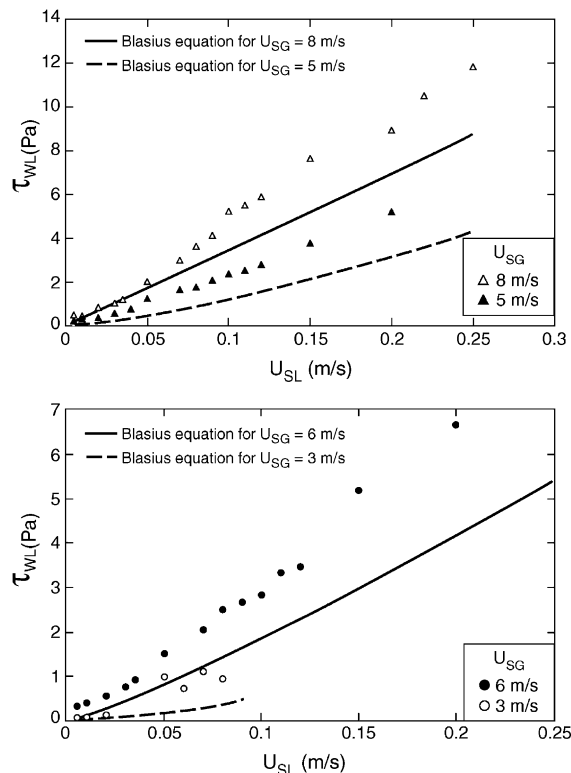 14
12
10
8
6
4
2
0
τWL(Pa)
Blasius equation for USG = 8 m/s
Blasius equation for USG = 5 m/s
USG
8 m/s
5 m/s
0
0.05
0.1
0.15
0.2
0.25
0.3
USL (m/s)
7
6
5
4
3
2
1
0
τWL(Pa)
Blasius equation for USG = 6 m/s
Blasius equation for USG = 3 m/s
USG
6 m/s
3 m/s
0
0.05
0.1
0.15
0.2
0.25
USL (m/s)